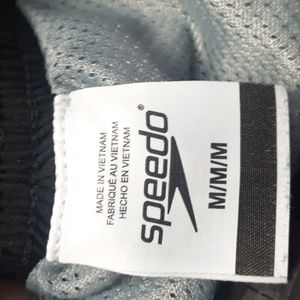 MADE IN VIETNAM
FABRIQUÉ AU VIETNAM
HECHO EN VIETNAM
speedo®
M/M/M